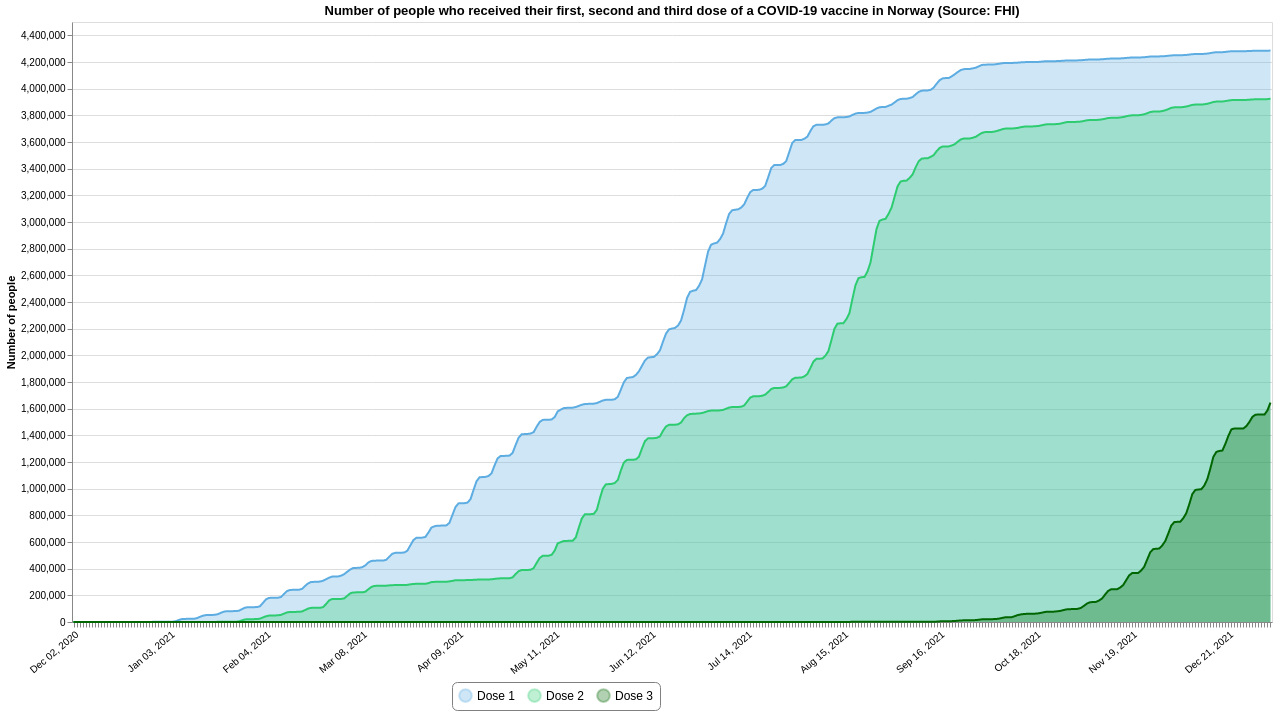 Number of people who received their first, second and third dose of a COVID-19 vaccine in Norway (Source: FHI)
Number of people
4,400,000
4,200,000
4,000,000
3,800,000
3,600,000
3,400,000
3,200,000
3,000,000
2,800,000
2,600,000
2,400,000
2,200,000
2,000,000
1,800,000
1,600,000
1,400,000
1,200,000
1,000,000
800,000
600,000
400,000
200,000
0
Dec 02, 2020
Jan 03, 2021
Feb 04, 2021
Mar 08, 2021
Apr 09, 2021
May 11, 2021
Jun 12, 2021
Jul 14, 2021
Aug 15, 2021
Sep 16, 2021
Oct 18, 2021
Nov 19, 2021
Dec 21, 2021
Dose 1 Dose 2 Dose 3